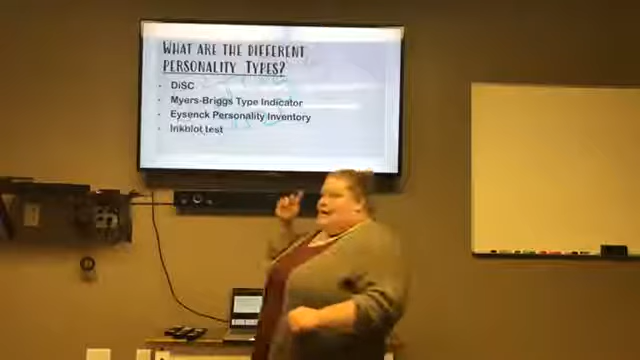 WHAT ARE THE DIFFERENT
PERSONALITY TYPES?
DiSC
Myers-Briggs Type Indicator
Eysenck Personality Inventory
Inkblot test